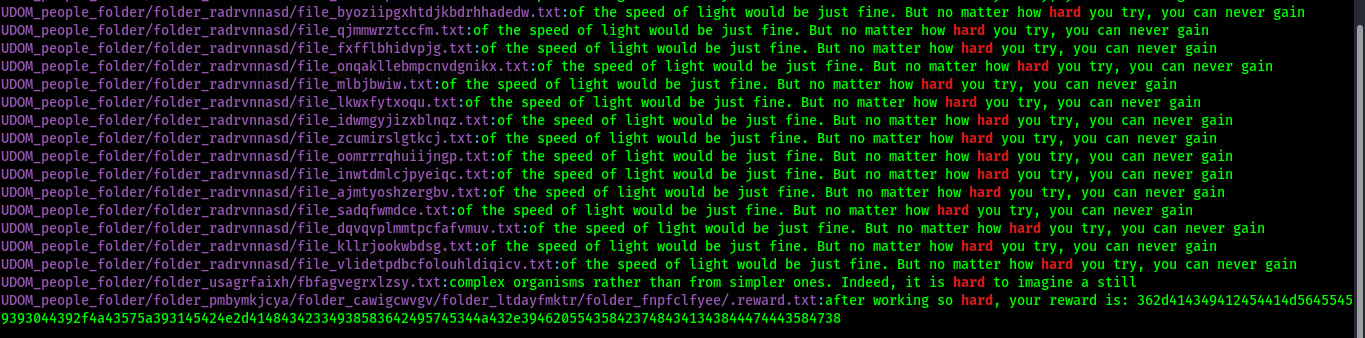 UDOM_people_folder/folder_radrvnnasd/file_byoziipgxhtdjkbdrhhadedw.txt:of the speed of light would be just fine. But no matter how hard you try, you can never gain
UDOM_people_folder/folder_radrvnnasd/file_qjmmwrztccfm.txt:of the speed of light would be just fine. But no matter how hard you try, you can never gain
UDOM_people_folder/folder_radrvnnasd/file_fxfflbhidvpjg.txt:of the speed of light would be just fine. But no matter how hard you try, you can never gain
UDOM_people_folder/folder_radrvnnasd/file_onqakllebmpcnvdgnikx.txt:of the speed of light would be just fine. But no matter how hard you try, you can never gain
UDOM_people_folder/folder_radrvnnasd/file_mlbjbwiw.txt:of the speed of light would be just fine. But no matter how hard you try, you can never gain
UDOM_people_folder/folder_radrvnnasd/file_lkwxfytxoqu.txt:of the speed of light would be just fine. But no matter how hard you try, you can never gain
UDOM_people_folder/folder_radrvnnasd/file_idwmgyjizxblnqz.txt:of the speed of light would be just fine. But no matter how hard you try, you can never gain
UDOM_people_folder/folder_radrvnnasd/file_zcumirslgtkcj.txt:of the speed of light would be just fine. But no matter how hard you try, you can never gain
UDOM_people_folder/folder_radrvnnasd/file_oomrrrqhuiijngp.txt:of the speed of light would be just fine. But no matter how hard you try, you can never gain
UDOM_people_folder/folder_radrvnnasd/file_inwtdmlcjpyeiqc.txt:of the speed of light would be just fine. But no matter how hard you try, you can never gain
UDOM_people_folder/folder_radrvnnasd/file_ajmtyoshzergbv.txt:of the speed of light would be just fine. But no matter how hard you try, you can never gain
UDOM_people_folder/folder_radrvnnasd/file_sadqfwmdce.txt:of the speed of light would be just fine. But no matter how hard you try, you can never gain
UDOM_people_folder/folder_radrvnnasd/file_dqvqvplmmtpcfafvmuv.txt:of the speed of light would be just fine. But no matter how hard you try, you can never gain
UDOM_people_folder/folder_radrvnnasd/file_kllrjookwbdsg.txt:of the speed of light would be just fine. But no matter how hard you try, you can never gain
UDOM_people_folder/folder_radrvnnasd/file_vlidetpdbcfolouhldiqicv.txt:of the speed of light would be just fine. But no matter how hard you try, you can never gain
UDOM_people_folder/folder_usagrfaixh/fbfagvegrxlzsy.txt:complex organisms rather than from simpler ones. Indeed, it is hard to imagine a still
UDOM_people_folder/folder_pmbymkjcya/folder_cawigcwvgv/folder_ltdayfmktr/folder_fnpfclfyee/.reward.txt:after working so hard, your reward is: 362d414349412454414d5645545
9393044392f4a43575a393145424e2d41484342334938583642495745344a432e394620554358423748434134384447444358 4738